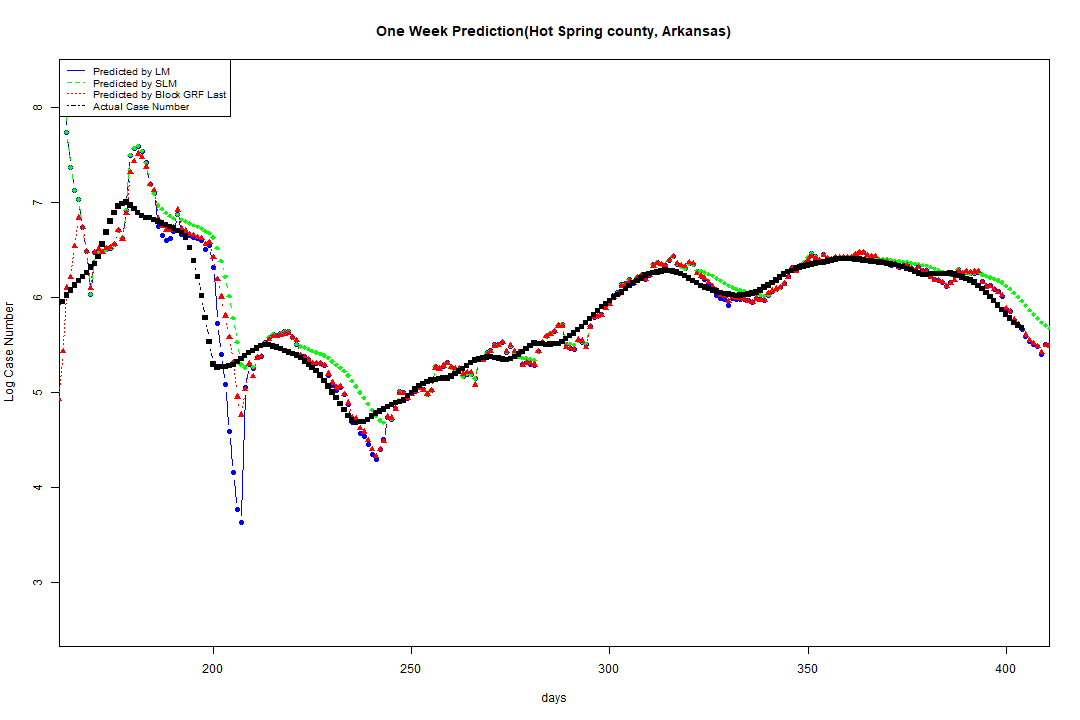 One Week Prediction(Hot Spring county, Arkansas)
Predicted by LM
Predicted by SLM
Predicted by Block GRF Last
Actual Case Number
8
7
6
5
4
3
Log Case Number
200 250 300 350 400
days